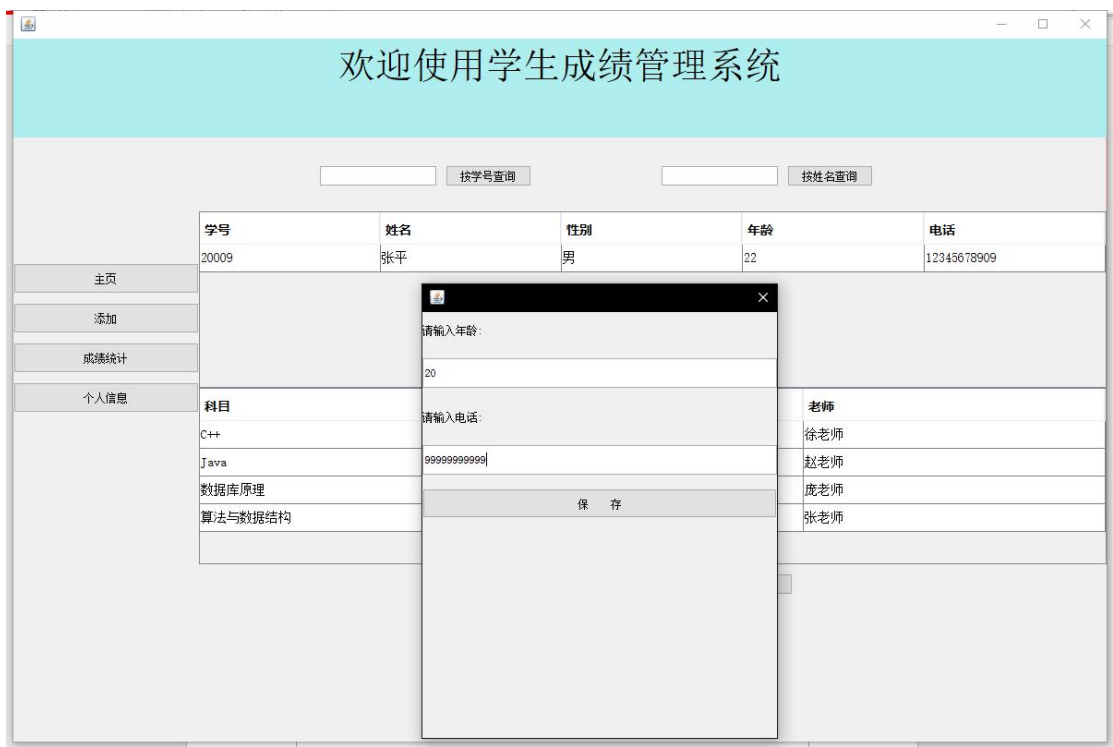 欢迎使用学生成绩管理系统
按学号查询 按姓名查询
学号 姓名 性别 年龄 电话
20009 张平 男 22 12345678909
主页
添加
成绩统计
个人信息
请输入年龄:
20
请输入电话:
99999999999
保 存
科目 老师
C++ 徐老师
Java 赵老师
数据库原理 庞老师
算法与数据结构 张老师